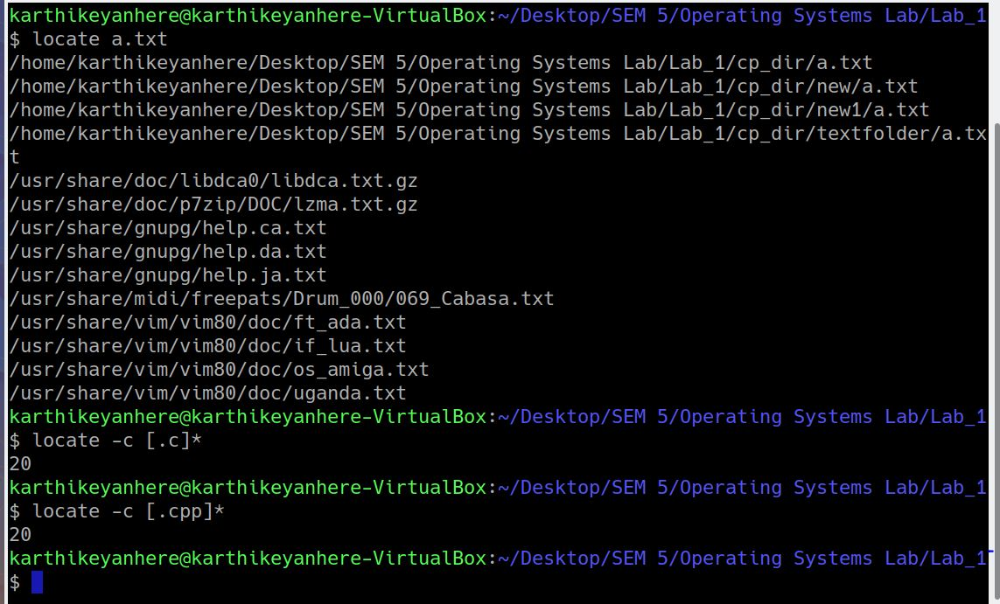 karthikeyanhere@karthikeyanhere-VirtualBox:~/Desktop/SEM 5/Operating Systems Lab/Lab_1
$ locate a.txt
/home/karthikeyanhere/Desktop/SEM 5/Operating Systems Lab/Lab_1/cp_dir/a.txt
/home/karthikeyanhere/Desktop/SEM 5/Operating Systems Lab/Lab_1/cp_dir/new/a.txt
/home/karthikeyanhere/Desktop/SEM 5/Operating Systems Lab/Lab_1/cp_dir/new1/a.txt
/home/karthikeyanhere/Desktop/SEM 5/Operating Systems Lab/Lab_1/cp_dir/textfolder/a.tx
t
/usr/share/doc/libdca0/libdca.txt.gz
/usr/share/doc/p7zip/DOC/lzma.txt.gz
/usr/share/gnupg/help.ca.txt
/usr/share/gnupg/help.da.txt
/usr/share/gnupg/help.ja.txt
/usr/share/midi/freepats/Drum_000/069_Cabasa.txt
/usr/share/vim/vim80/doc/ft_ada.txt
/usr/share/vim/vim80/doc/if_lua.txt
/usr/share/vim/vim80/doc/os_amiga.txt
/usr/share/vim/vim80/doc/uganda.txt
karthikeyanhere@karthikeyanhere-VirtualBox:~/Desktop/SEM 5/Operating Systems Lab/Lab_1
$ locate -c [.c]*
20
karthikeyanhere@karthikeyanhere-VirtualBox:~/Desktop/SEM 5/Operating Systems Lab/Lab_1
$ locate -c [.cpp]*
20
karthikeyanhere@karthikeyanhere-VirtualBox:~/Desktop/SEM 5/Operating Systems Lab/Lab_1
$